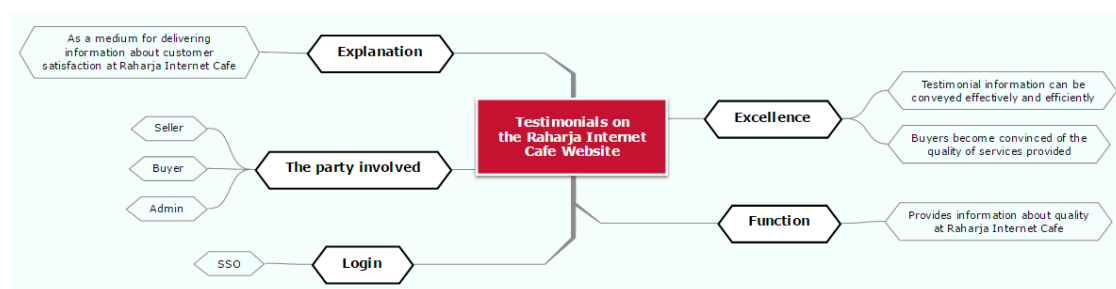 As a medium for delivering
information about customer
satisfaction at Raharja Internet Cafe
Explanation
Testimonials on
the Raharja Internet
Cafe Website
Excellence
Testimonial information can be
conveyed effectively and efficiently
Buyers become convinced of the
quality of services provided
Seller
Buyer
Admin
The party involved
Function
Provides information about quality
at Raharja Internet Cafe
SSO
Login